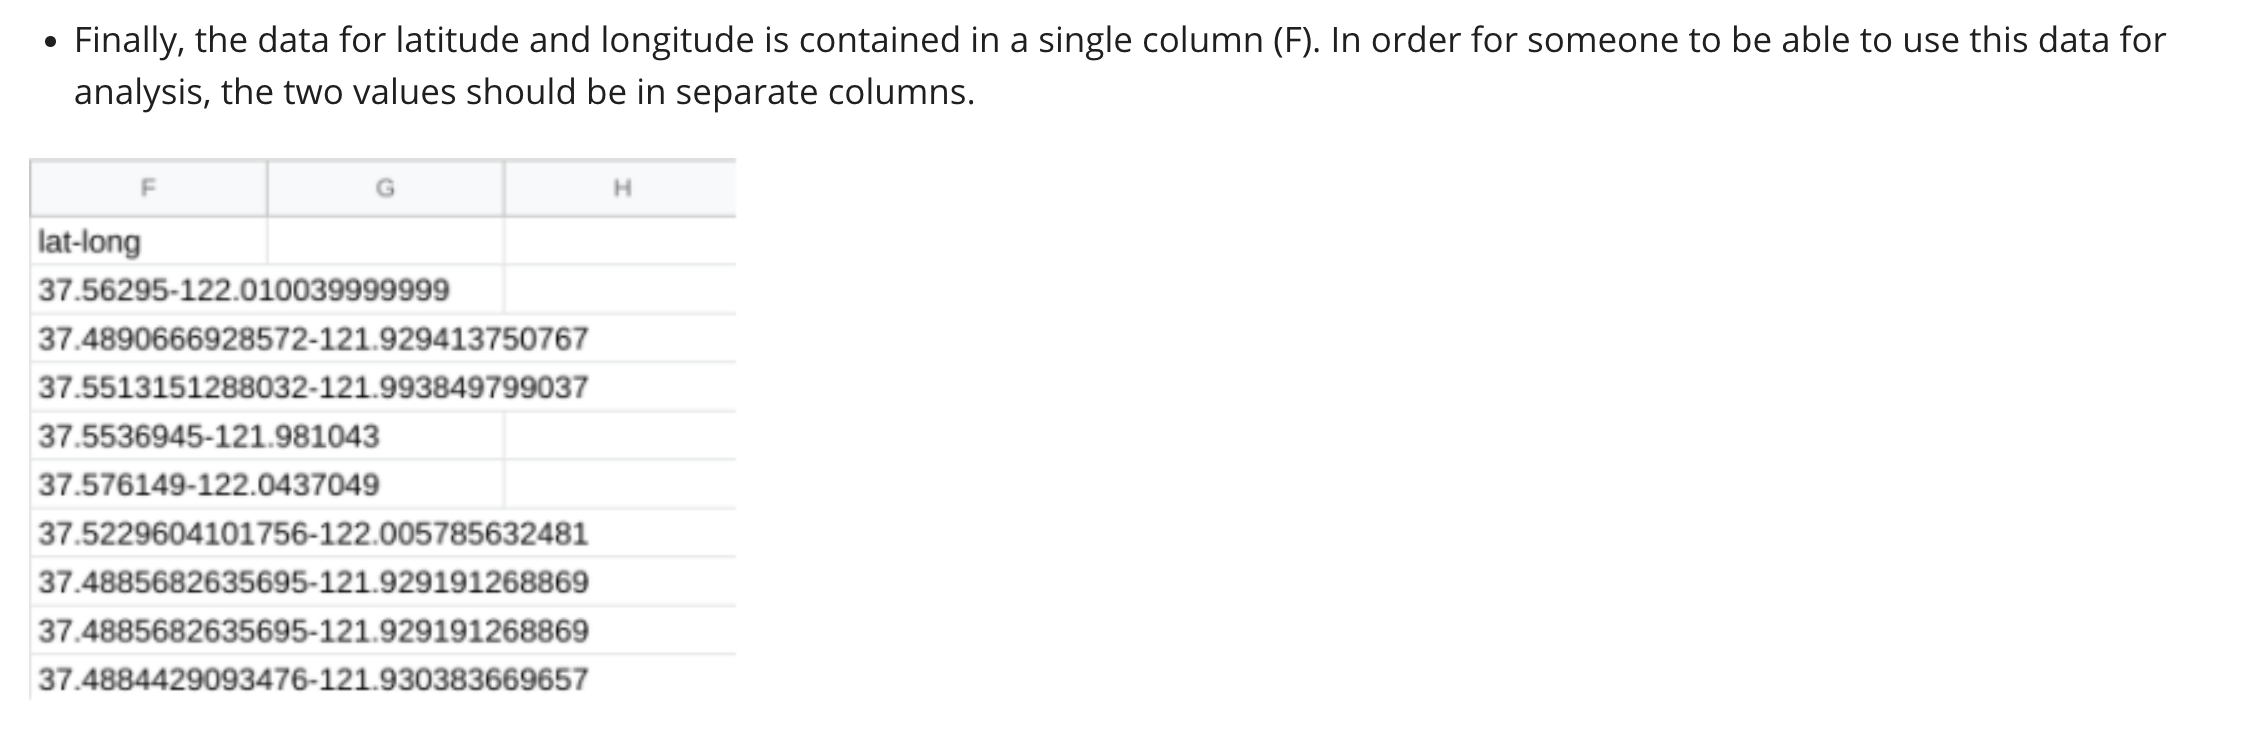 • Finally, the data for latitude and longitude is contained in a single column (F). In order for someone to be able to use this data for
analysis, the two values should be in separate columns.
F G H
lat-long
37.56295-122.010039999999
37.4890666928572-121.929413750767
37.5513151288032-121.993849799037
37.5536945-121.981043
37.576149-122.0437049
37.5229604101756-122.005785632481
37.4885682635695-121.929191268869
37.4885682635695-121.929191268869
37.4884429093476-121.930383669657